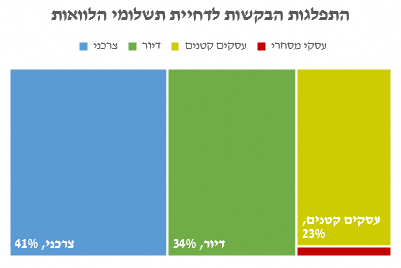 התפלגות הבקשות לדחיית תשלומי הלוואות
עסקי מסחרי עסקים קטנים דיור צרכני
עסקים קטנים,
23%
דיור, 34%
צרכני, 41%